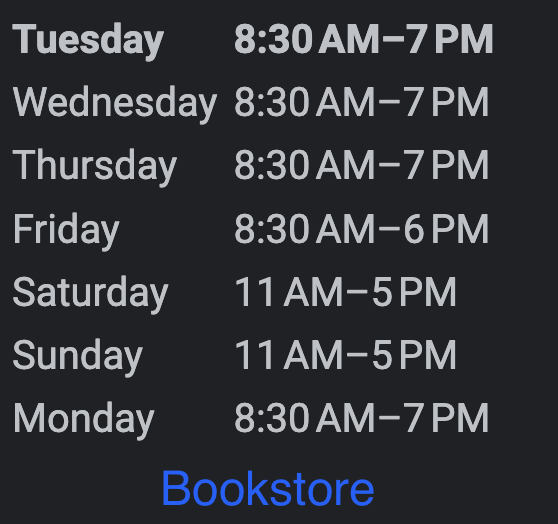 Tuesday 8:30 AM–7 PM
Wednesday 8:30 AM–7 PM
Thursday 8:30 AM–7 PM
Friday 8:30 AM–6 PM
Saturday 11 AM–5 PM
Sunday 11 AM–5 PM
Monday 8:30 AM–7 PM
Bookstore